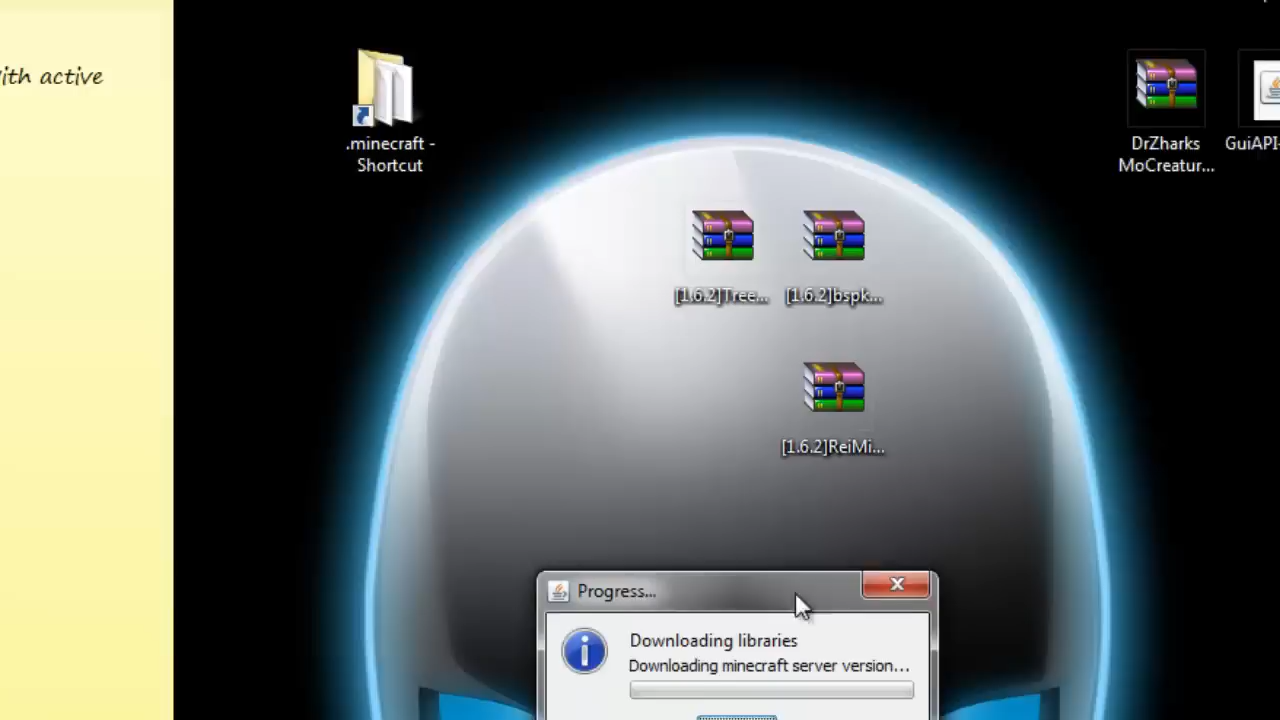 with active
.minecraft -
Shortcut
DrZharks
MoCreatur...
GuiAPI-
[1.6.2]Tree...
[1.6.2]bspk...
[1.6.2]ReiMi...
Progress...
Downloading libraries
Downloading minecraft server version...